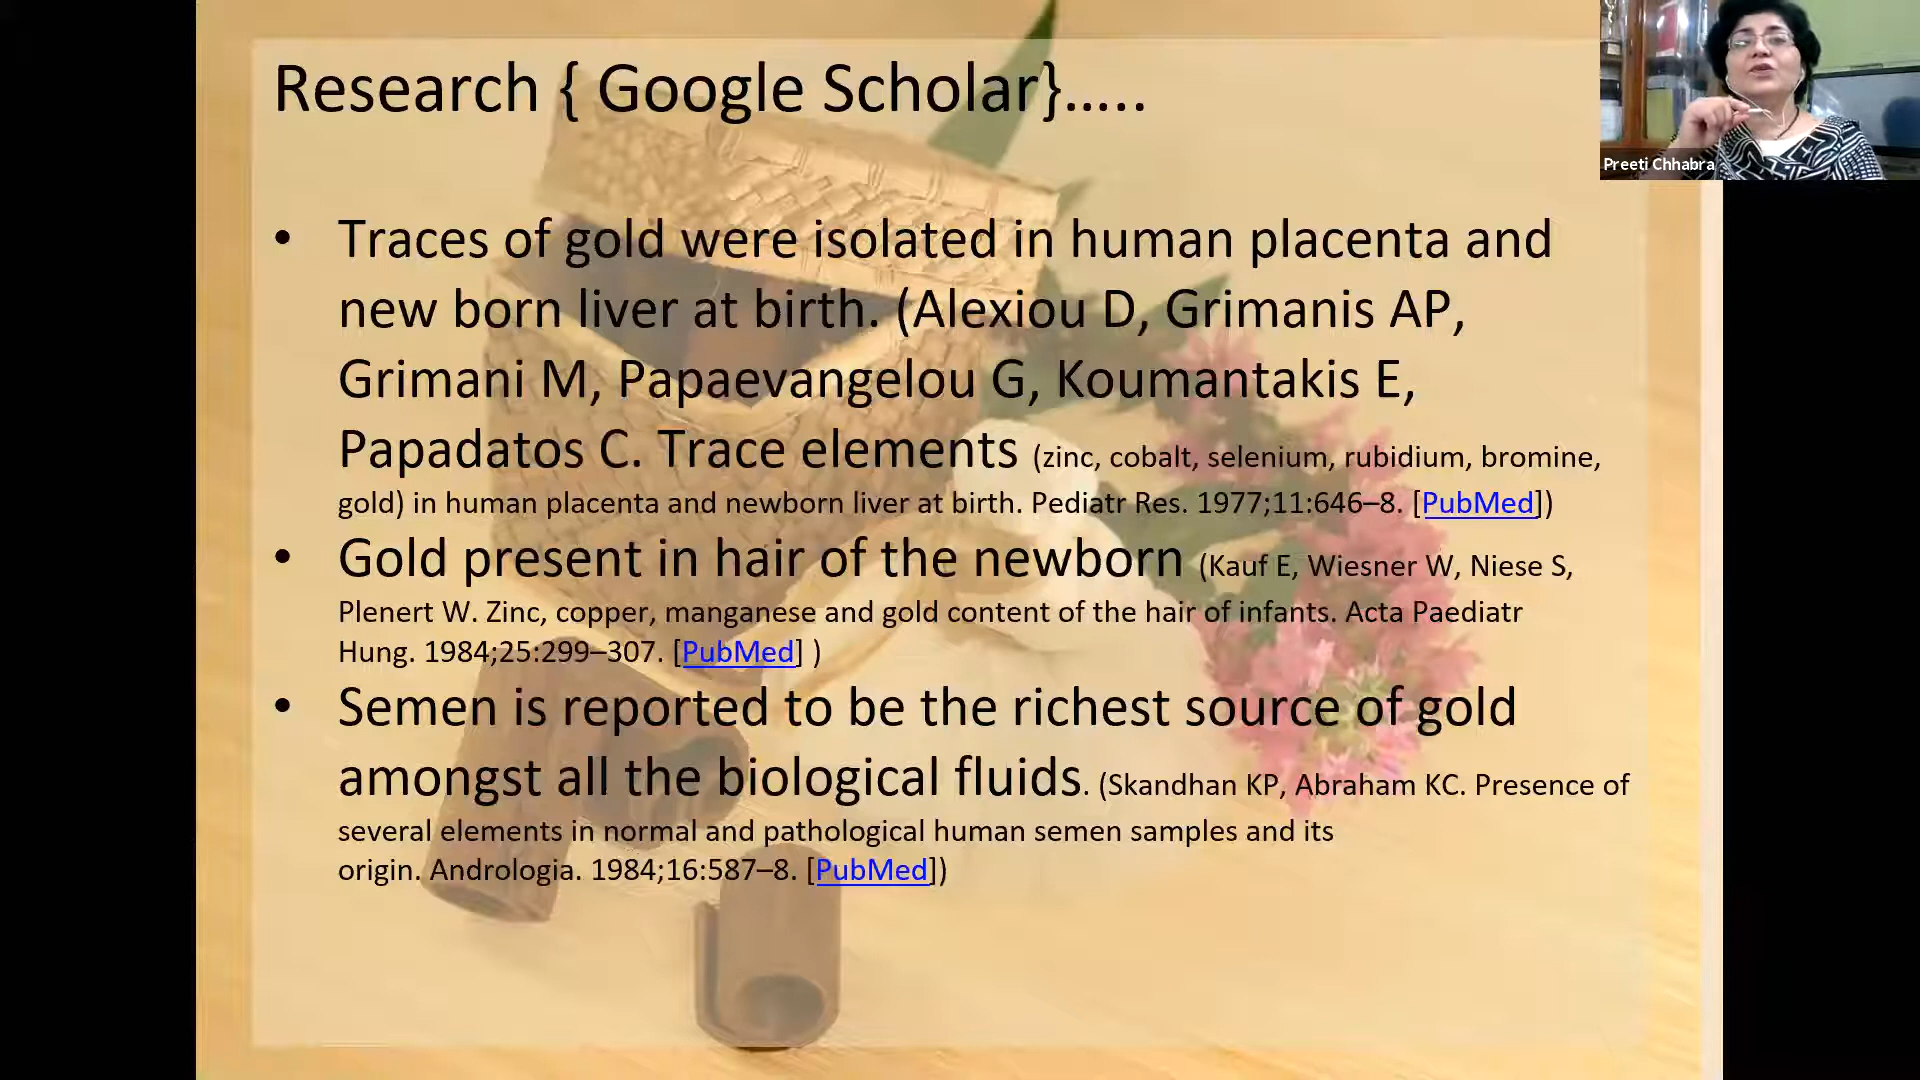 Research { Google Scholar}.....
Preeti Chhabra
• Traces of gold were isolated in human placenta and
new born liver at birth. (Alexiou D, Grimanis AP,
Grimani M, Papaevangelou G, Koumantakis E,
Papadatos C. Trace elements (zinc, cobalt, selenium, rubidium, bromine,
gold) in human placenta and newborn liver at birth. Pediatr Res. 1977;11:646–8. [PubMed])
• Gold present in hair of the newborn (Kauf E, Wiesner W, Niese S,
Plenert W. Zinc, copper, manganese and gold content of the hair of infants. Acta Paediatr
Hung. 1984;25:299–307. [PubMed] )
• Semen is reported to be the richest source of gold
amongst all the biological fluids. (Skandhan KP, Abraham KC. Presence of
several elements in normal and pathological human semen samples and its
origin. Andrologia. 1984;16:587–8. [PubMed])